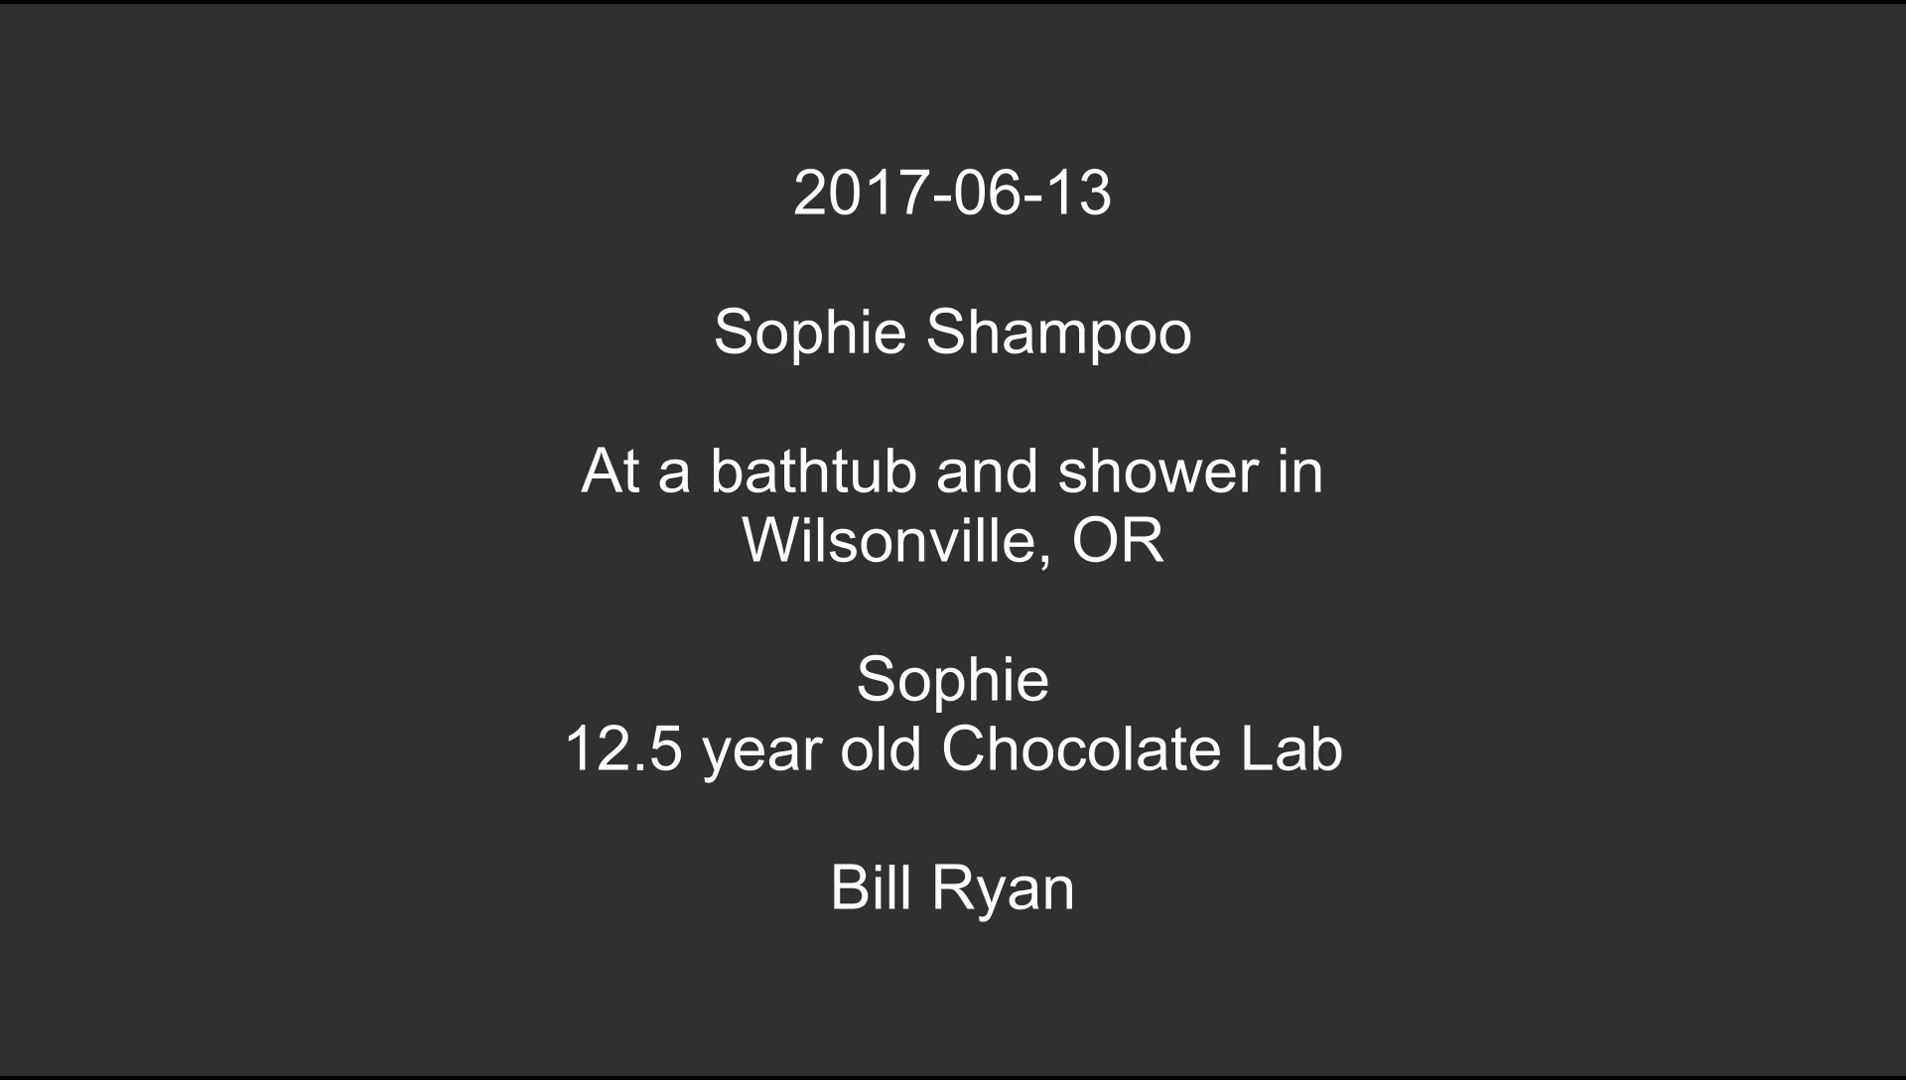 2017-06-13
Sophie Shampoo
At a bathtub and shower in
Wilsonville, OR
Sophie
12.5 year old Chocolate Lab
Bill Ryan